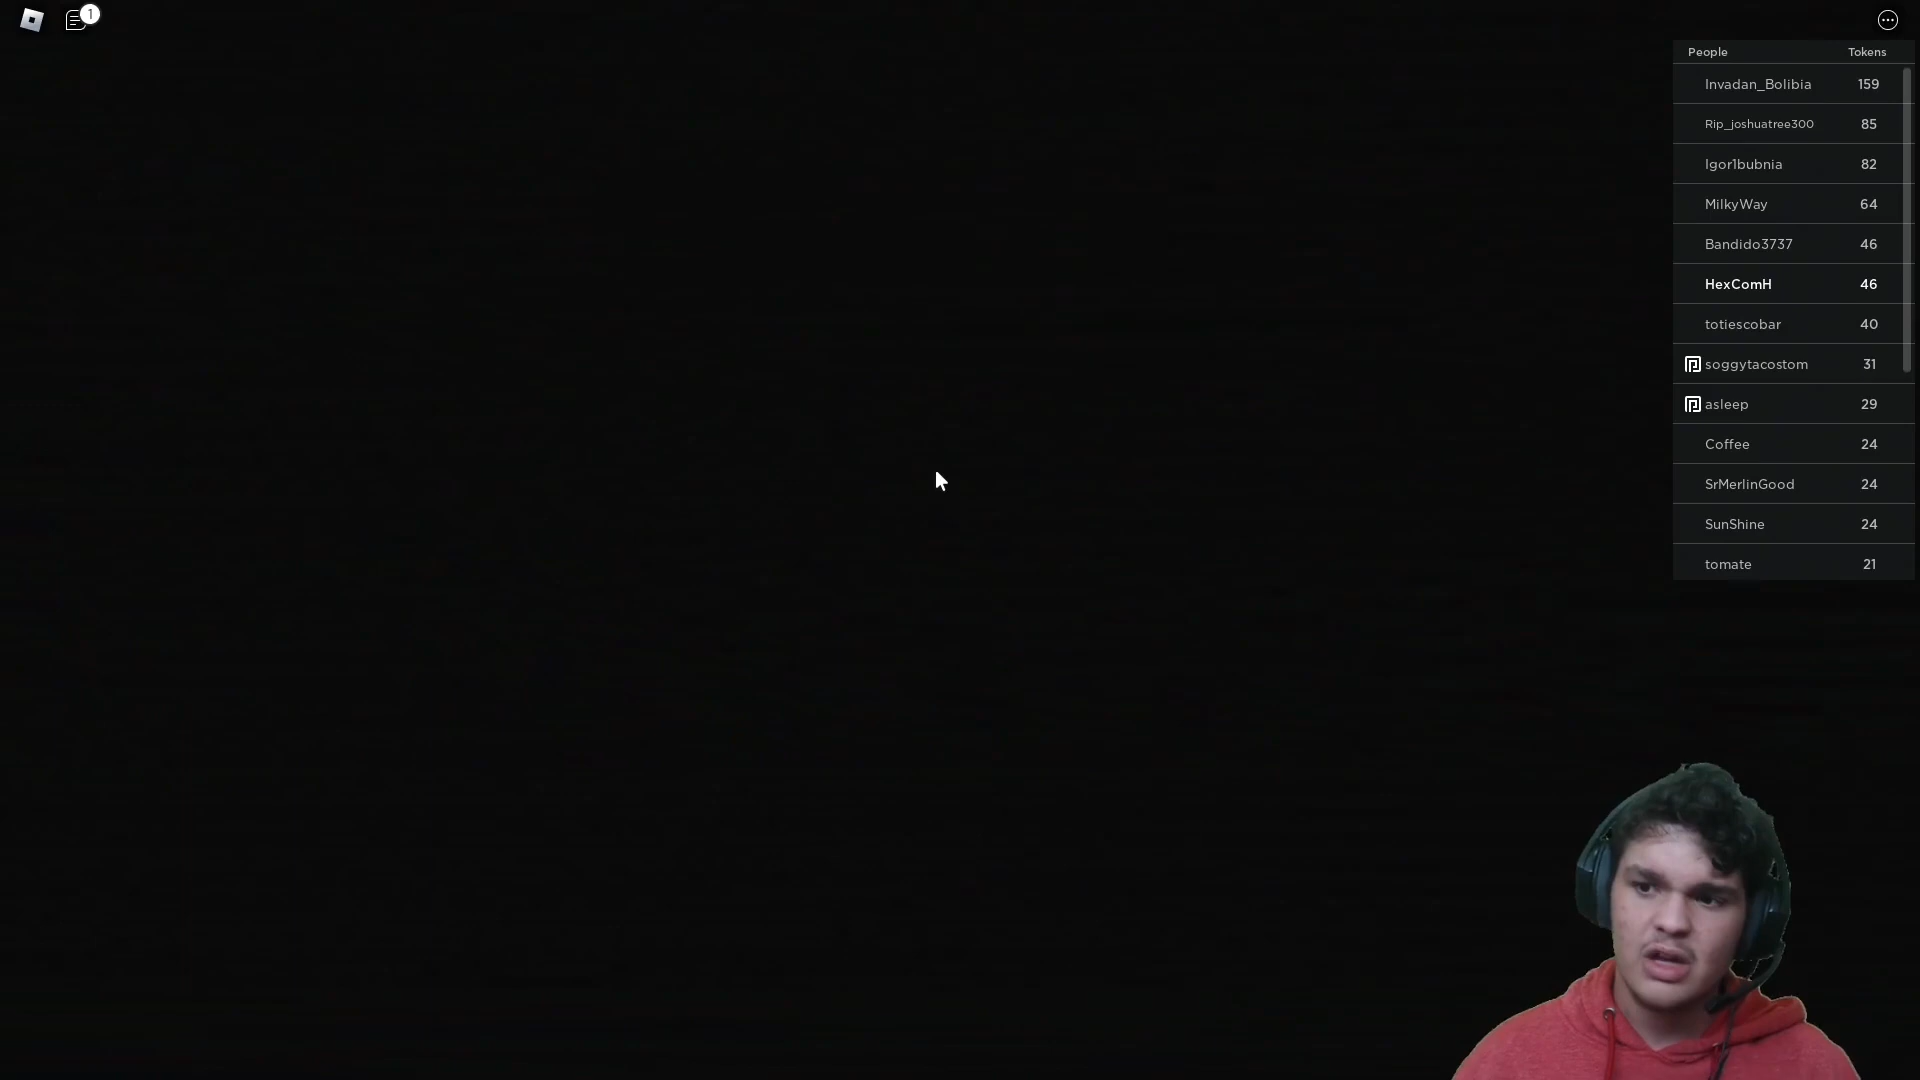 1
People Tokens
Invadan_Bolibia 159
Rip_joshuatree300 85
Igor1bubnia 82
MilkyWay 64
Bandido3737 46
HexComH 46
totiescobar 40
soggytacostom 31
asleep 29
Coffee 24
SrMerlinGood 24
SunShine 24
tomate 21